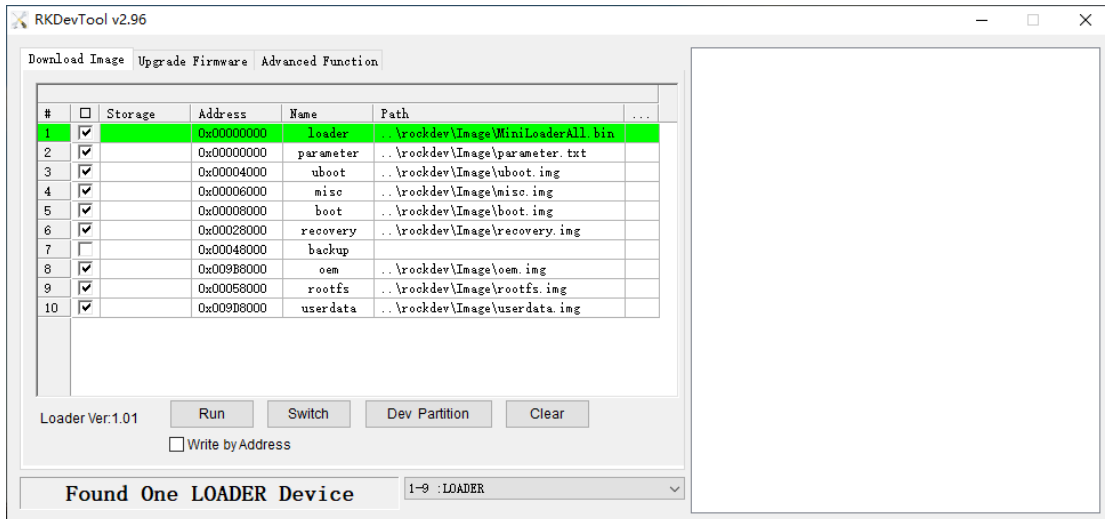 RKDevTool v2.96
Download Image Upgrade Firmware Advanced Function
# Storage Address Name Path ...
1 0x00000000 loader ..\rockdev\Image\MiniLoaderAll.bin
2 0x00000000 parameter ..\rockdev\Image\parameter.txt
3 0x00004000 uboot ..\rockdev\Image\uboot.img
4 0x00006000 misc ..\rockdev\Image\misc.img
5 0x00008000 boot ..\rockdev\Image\boot.img
6 0x00028000 recovery ..\rockdev\Image\recovery.img
7 0x00048000 backup
8 0x009B8000 oem ..\rockdev\Image\oem.img
9 0x00058000 rootfs ..\rockdev\Image\rootfs.img
10 0x009D8000 userdata ..\rockdev\Image\userdata.img
Loader Ver:1.01 Run Switch Dev Partition Clear
Write by Address
Found One LOADER Device 1-9 :LOADER